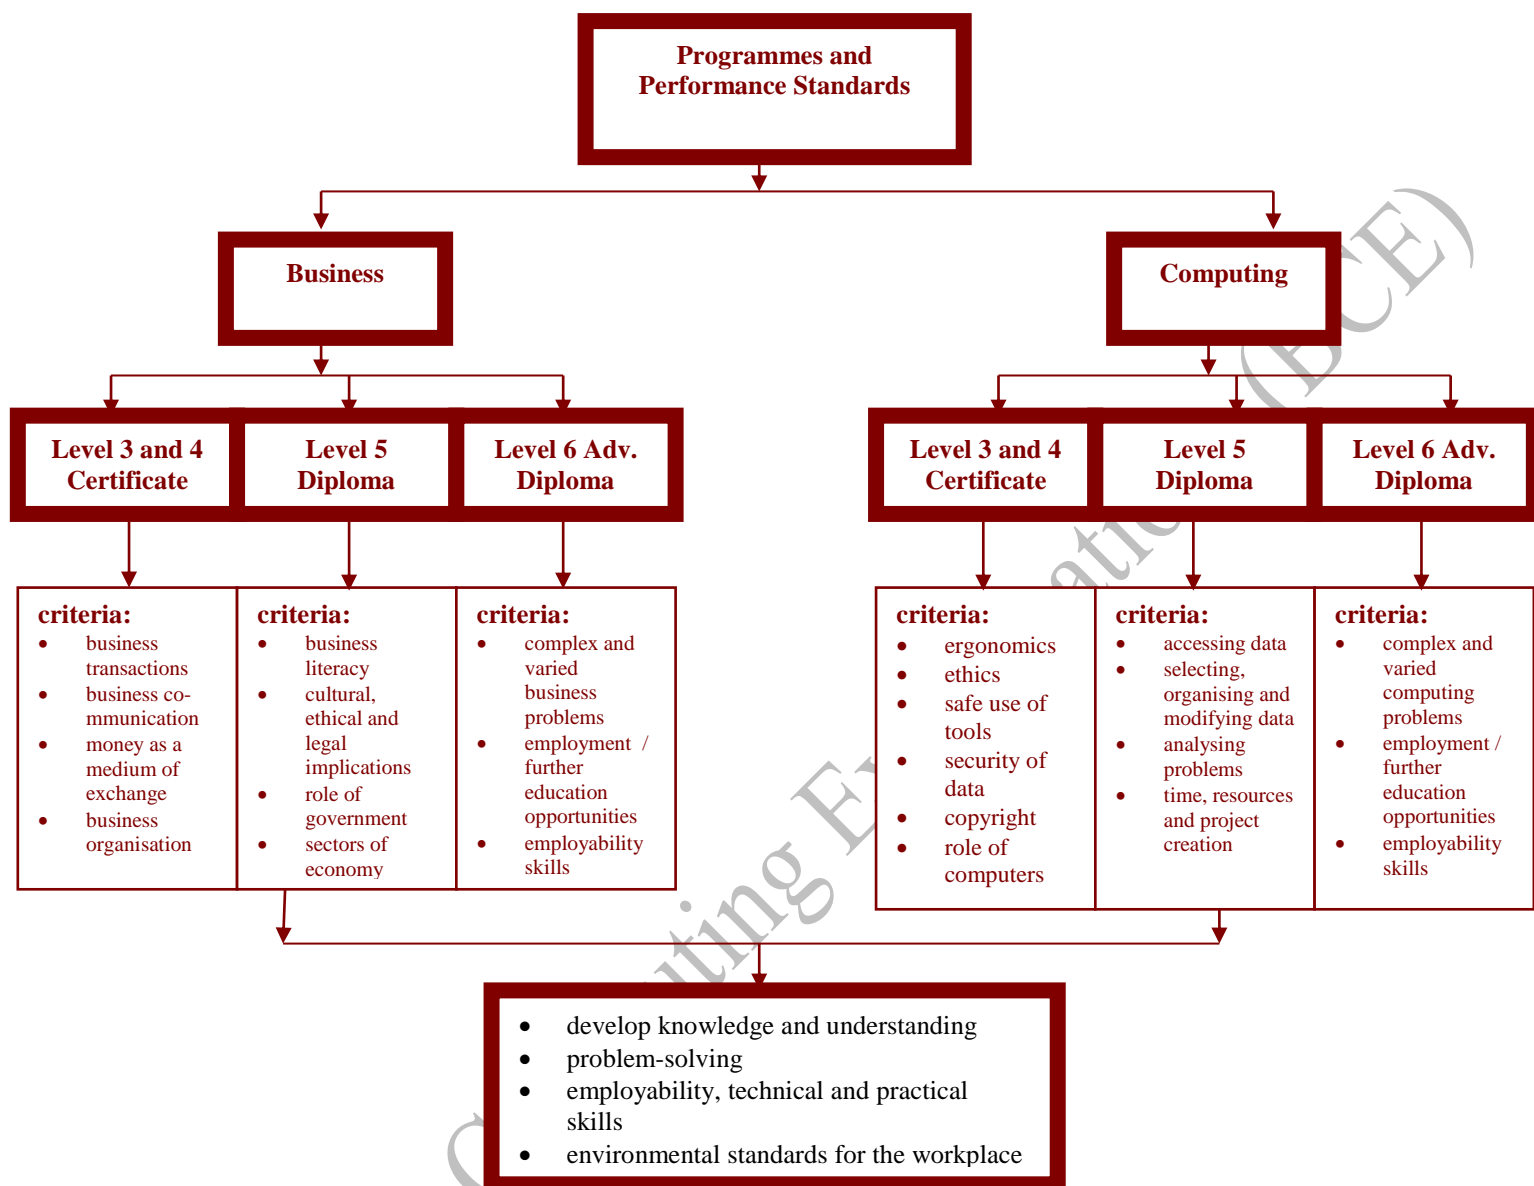 Programmes and
Performance Standards
Business
Computing
Level 3 and 4
Certificate
Level 5
Diploma
Level 6 Adv.
Diploma
Level 3 and 4
Certificate
Level 5
Diploma
Level 6 Adv.
Diploma
criteria:
• business
transactions
• business co-
mmunication
• money as a
medium of
exchange
• business
organisation
criteria:
• business
literacy
• cultural,
ethical and
legal
implications
• role of
government
• sectors of
economy
criteria:
• complex and
varied
business
problems
• employment /
further
education
opportunities
• employability
skills
criteria:
• ergonomics
• ethics
• safe use of
tools
• security of
data
• copyright
• role of
computers
criteria:
• accessing data
• selecting,
organising and
modifying data
• analysing
problems
• time, resources
and project
creation
criteria:
• complex and
varied
computing
problems
• employment /
further
education
opportunities
• employability
skills
• develop knowledge and understanding
• problem-solving
• employability, technical and practical
skills
• environmental standards for the workplace
(BCE)